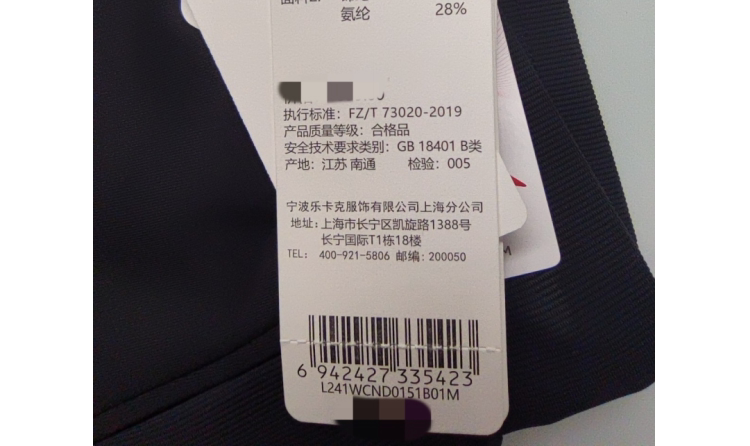 氨纶 28%
执行标准：FZ/T 73020-2019
产品质量等级：合格品
安全技术要求类别：GB 18401 B类
产地：江苏 南通 检验：005
宁波乐卡克服饰有限公司上海分公司
地址：上海市长宁区凯旋路1388号
长宁国际T1栋18楼
TEL： 400-921-5806 邮编：200050
6 942427 335423
L241WCND0151B01M
M